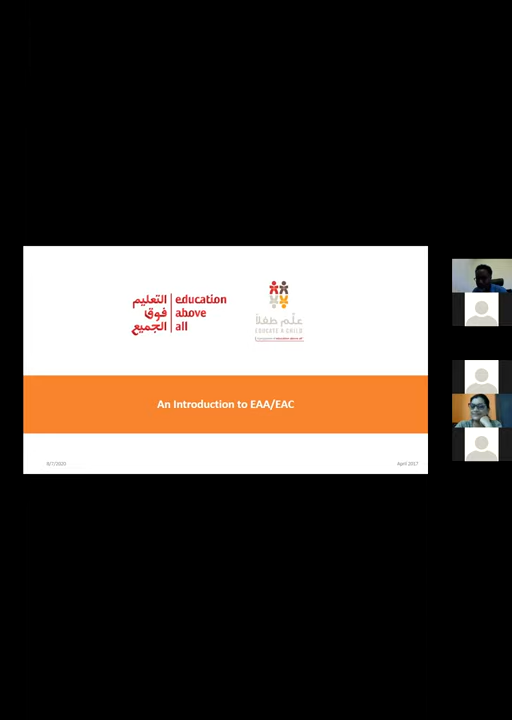 التعليم
فوق
الجميع
education
above
all
علّم طفلاً
EDUCATE A CHILD
An Introduction to EAA/EAC
8/7/2020
April 2017